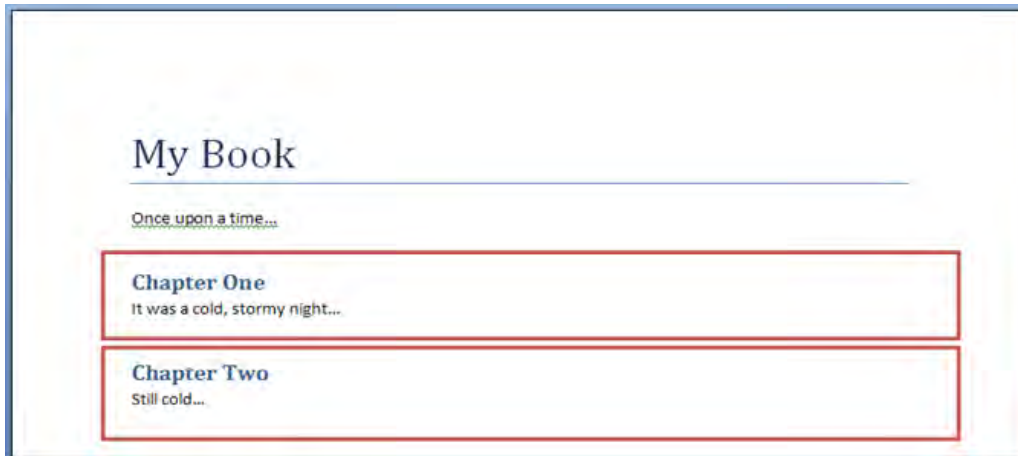 My Book
Once upon a time...
Chapter One
It was a cold, stormy night...
Chapter Two
Still cold...